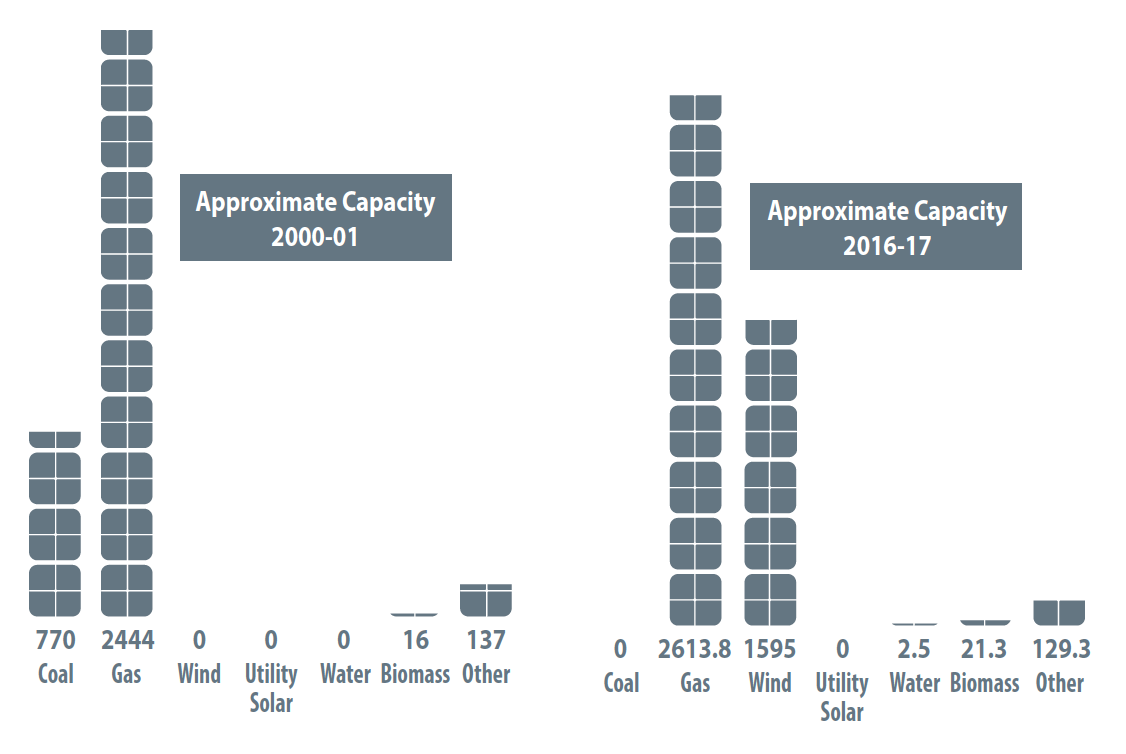 Approximate Capacity
2000-01
770 2444 0 0 0 16 137
Coal Gas Wind Utility Water Biomass Other
Solar
Approximate Capacity
2016-17
0 2613.8 1595 0 2.5 21.3 129.3
Coal Gas Wind Utility Water Biomass Other
Solar